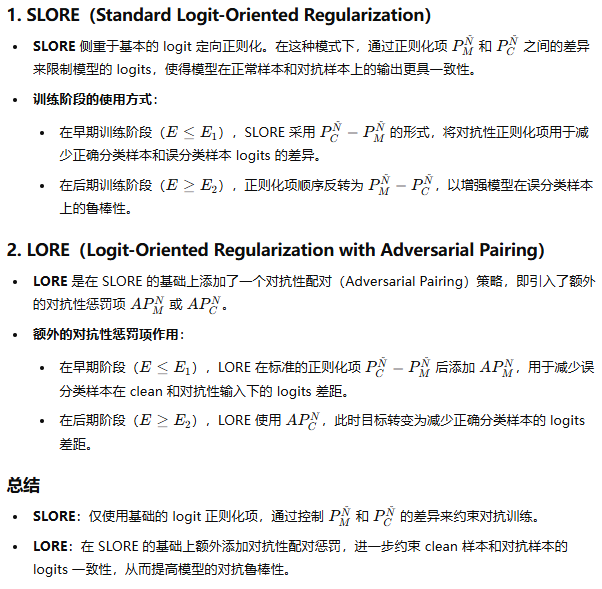 1. SLORE（Standard Logit-Oriented Regularization）
• SLORE 侧重于基本的 logit 定向正则化。在这种模式下，通过正则化项 $P_M^{\tilde{N}}$ 和 $P_C^{\tilde{N}}$ 之间的差异
来限制模型的 logits，使得模型在正常样本和对抗样本上的输出更具一致性。
• 训练阶段的使用方式：
• 在早期训练阶段（$E \leq E_1$），SLORE 采用 $P_C^{\tilde{N}} - P_M^{\tilde{N}}$ 的形式，将对抗性正则化项用于减
少正确分类样本和误分类样本 logits 的差异。
• 在后期训练阶段（$E \geq E_2$），正则化项顺序反转为 $P_M^{\tilde{N}} - P_C^{\tilde{N}}$，以增强模型在误分类样本
上的鲁棒性。
2. LORE（Logit-Oriented Regularization with Adversarial Pairing）
• LORE 是在 SLORE 的基础上添加了一个对抗性配对（Adversarial Pairing）策略，即引入了额外
的对抗性惩罚项 $AP_M^N$ 或 $AP_C^N$。
• 额外的对抗性惩罚项作用：
• 在早期阶段（$E \leq E_1$），LORE 在标准的正则化项 $P_C^{\tilde{N}} - P_M^{\tilde{N}}$ 后添加 $AP_M^N$，用于减少误
分类样本在 clean 和对抗性输入下的 logits 差距。
• 在后期阶段（$E \geq E_2$），LORE 使用 $AP_C^N$，此时目标转变为减少正确分类样本的 logits
差距。
总结
• SLORE：仅使用基础的 logit 正则化项，通过控制 $P_M^{\tilde{N}}$ 和 $P_C^{\tilde{N}}$ 的差异来约束对抗训练。
• LORE：在 SLORE 的基础上额外添加对抗性配对惩罚，进一步约束 clean 样本和对抗样本的
logits 一致性，从而提高模型的对抗鲁棒性。